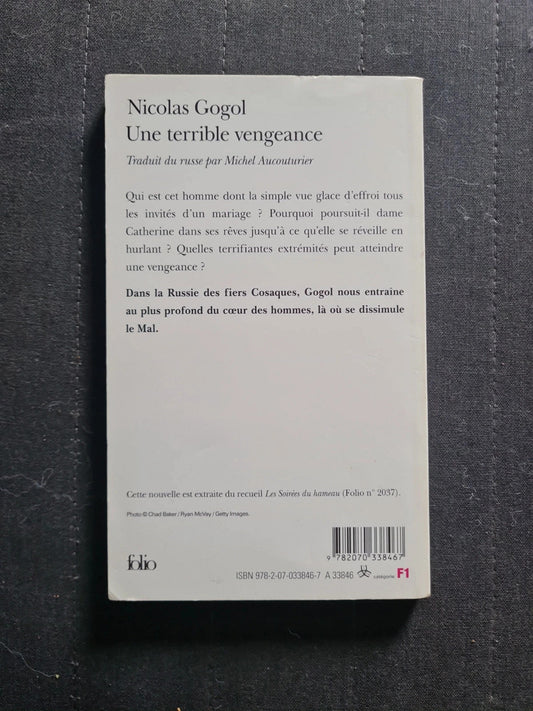 Nicolas Gogol
Une terrible vengeance
Traduit du russe par Michel Aucouturier
Qui est cet homme dont la simple vue glace d'effroi tous
les invités d'un mariage ? Pourquoi poursuit-il dame
Catherine dans ses rêves jusqu'à ce qu'elle se réveille en
hurlant ? Quelles terrifiantes extrémités peut atteindre
une vengeance ?
Dans la Russie des fiers Cosaques, Gogol nous entraîne
au plus profond du cœur des hommes, là où se dissimule
le Mal.
Cette nouvelle est extraite du recueil Les Soirées du hameau (Folio n° 2037).
Photo © Chad Baker / Ryan McVay / Getty Images.
9 782070 338467
folio
ISBN 978-2-07-033846-7 A 33846 catégorie F1